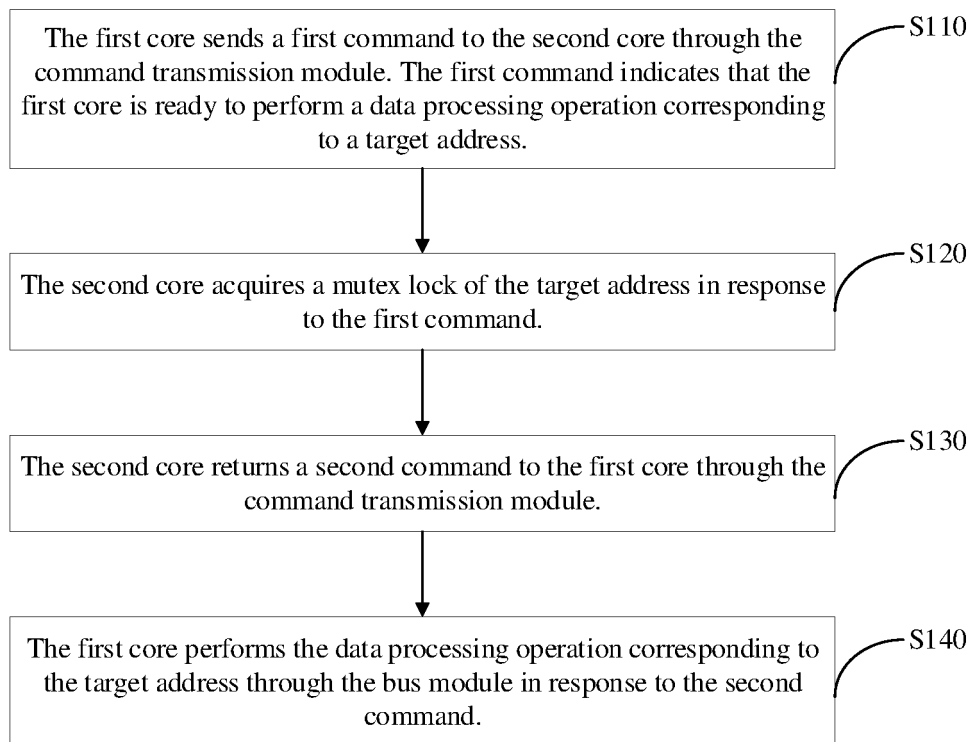 The first core sends a first command to the second core through the
command transmission module. The first command indicates that the
first core is ready to perform a data processing operation corresponding
to a target address.
S110
The second core acquires a mutex lock of the target address in response
to the first command.
S120
The second core returns a second command to the first core through the
command transmission module.
S130
The first core performs the data processing operation corresponding to
the target address through the bus module in response to the second
command.
S140